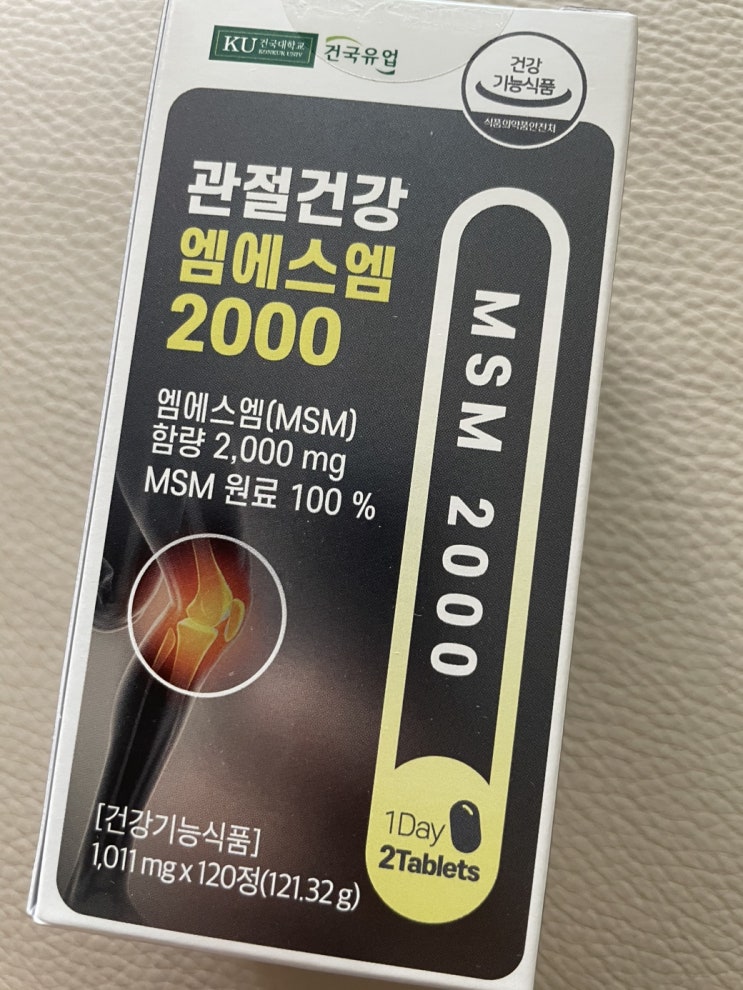 KU 건국대학교
KONKUK UNIV
건국유업
건강
기능식품
식품의약품안전처
관절건강
엠에스엠
2000
엠에스엠(MSM)
함량 2,000 mg
MSM 원료 100 %
MSM 2000
1Day
2Tablets
[건강기능식품]
1,011 mg x 120정(121.32 g)